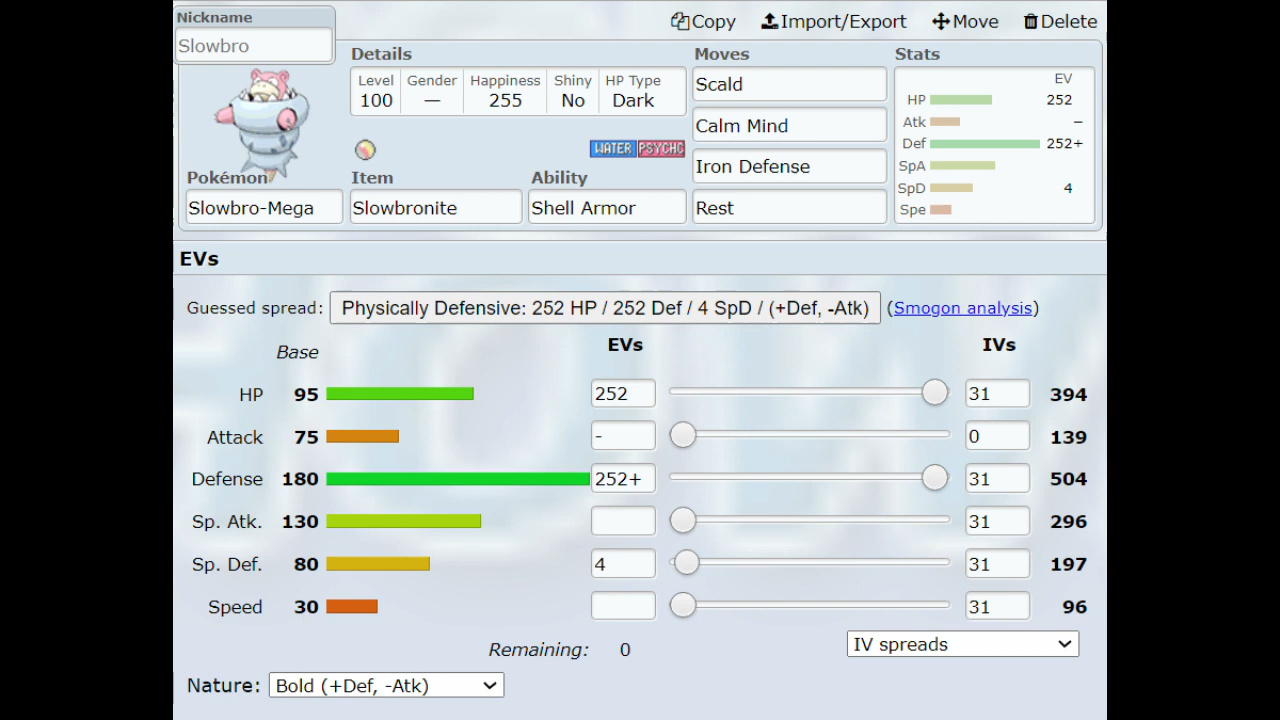 Nickname
Slowbro
Copy Import/Export Move Delete
Details
Level Gender Happiness Shiny HP Type
100 — 255 No Dark
WATER PSYCHC
Pokémon Item Ability
Slowbro-Mega Slowbronite Shell Armor
Moves
Scald
Calm Mind
Iron Defense
Rest
Stats
EV
HP 252
Atk –
Def 252+
SpA
SpD 4
Spe
EVs
Guessed spread: Physically Defensive: 252 HP / 252 Def / 4 SpD / (+Def, -Atk) (Smogon analysis)
Base EVs IVs
HP 95 252 31 394
Attack 75 - 0 139
Defense 180 252+ 31 504
Sp. Atk. 130 31 296
Sp. Def. 80 4 31 197
Speed 30 31 96
Remaining: 0 IV spreads
Nature: Bold (+Def, -Atk)